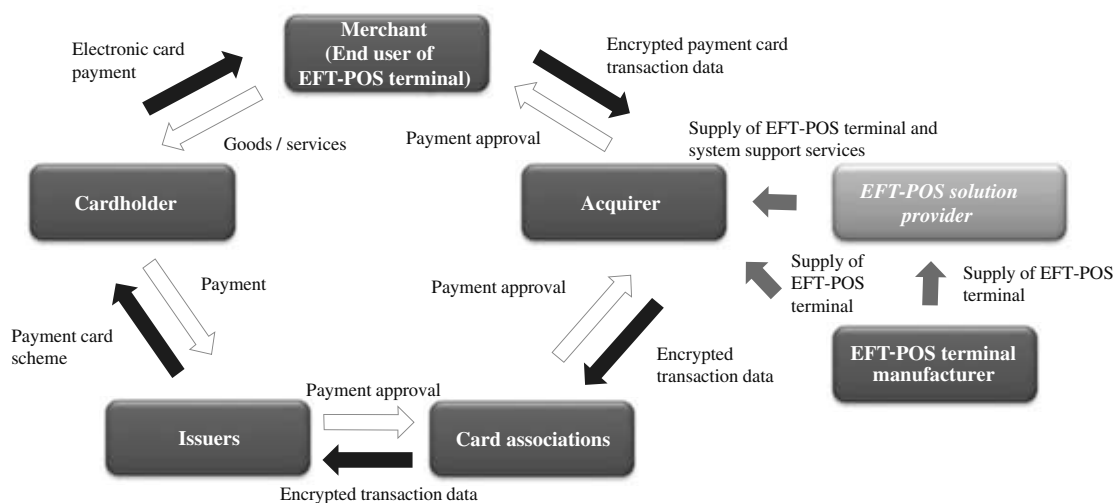 Merchant
(End user of
EFT-POS terminal)
Electronic card
payment
Encrypted payment card
transaction data
Goods / services
Payment approval
Supply of EFT-POS terminal and
system support services
Cardholder
Acquirer
EFT-POS solution
provider
Payment
Payment approval
Supply of
EFT-POS
terminal
Supply of EFT-POS
terminal
Payment card
scheme
Encrypted
transaction data
EFT-POS terminal
manufacturer
Payment approval
Issuers
Card associations
Encrypted transaction data